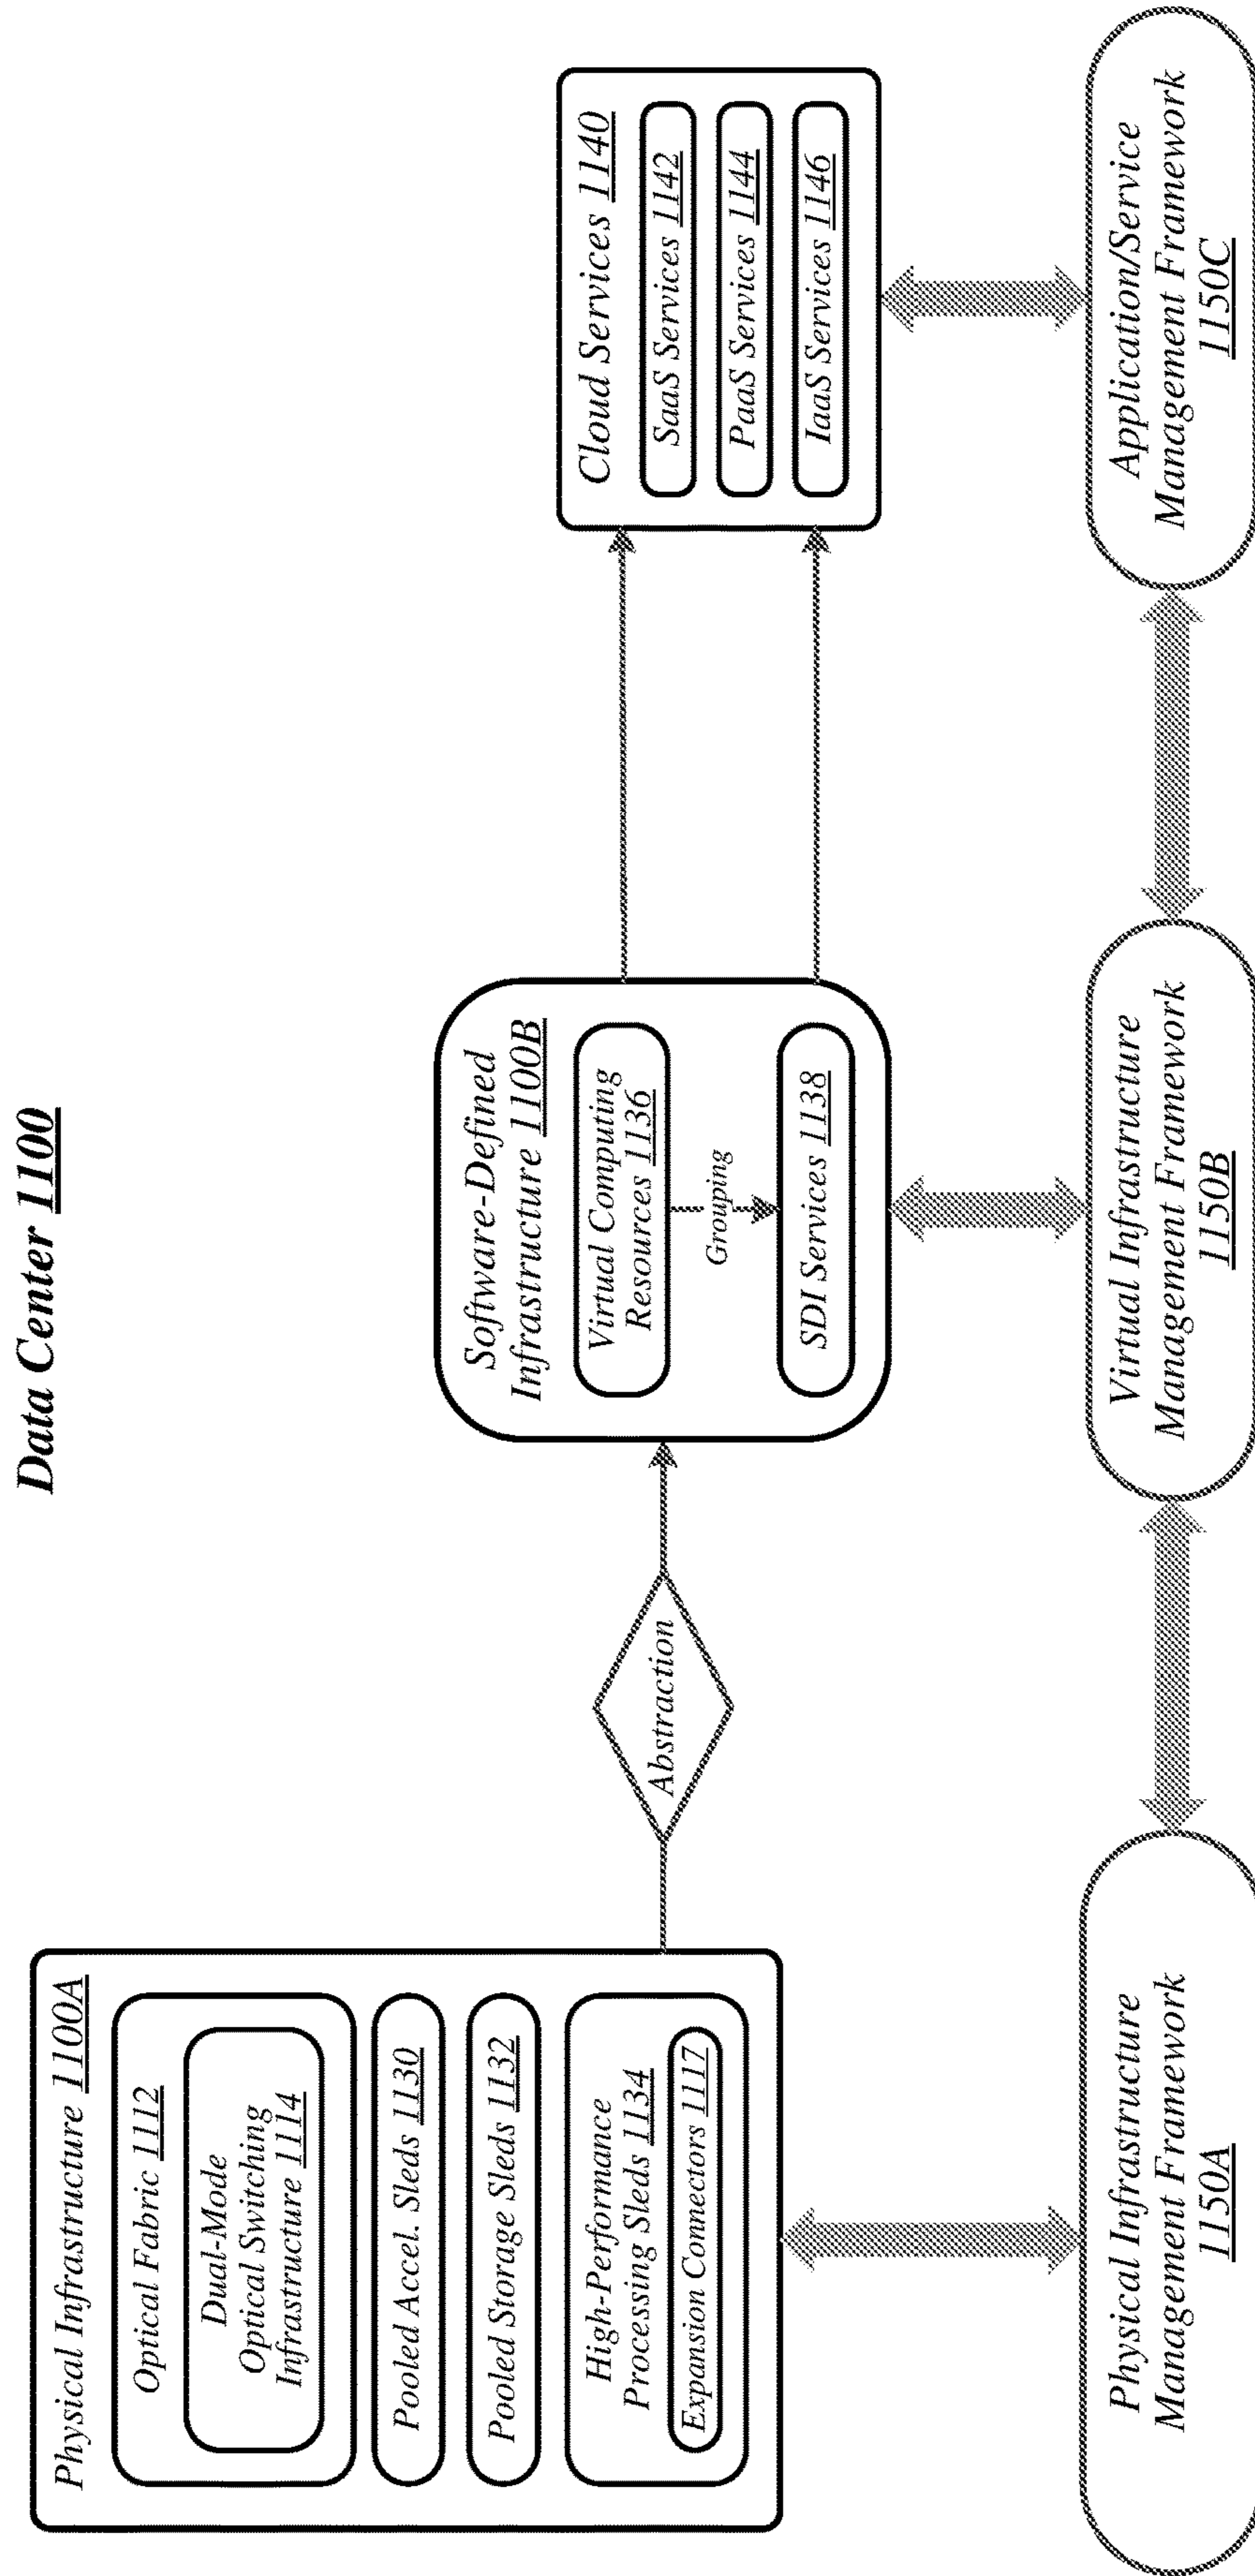 Data Center 1100
Physical Infrastructure 1100A
Optical Fabric 1112
Dual-Mode
Optical Switching
Infrastructure 1114
Pooled Accel. Sleds 1130
Pooled Storage Sleds 1132
High-Performance
Processing Sleds 1134
Expansion Connectors 1117
Abstraction
Software-Defined
Infrastructure 1100B
Virtual Computing
Resources 1136
Grouping
SDI Services 1138
Cloud Services 1140
SaaS Services 1142
PaaS Services 1144
IaaS Services 1146
Physical Infrastructure
Management Framework
1150A
Virtual Infrastructure
Management Framework
1150B
Application/Service
Management Framework
1150C